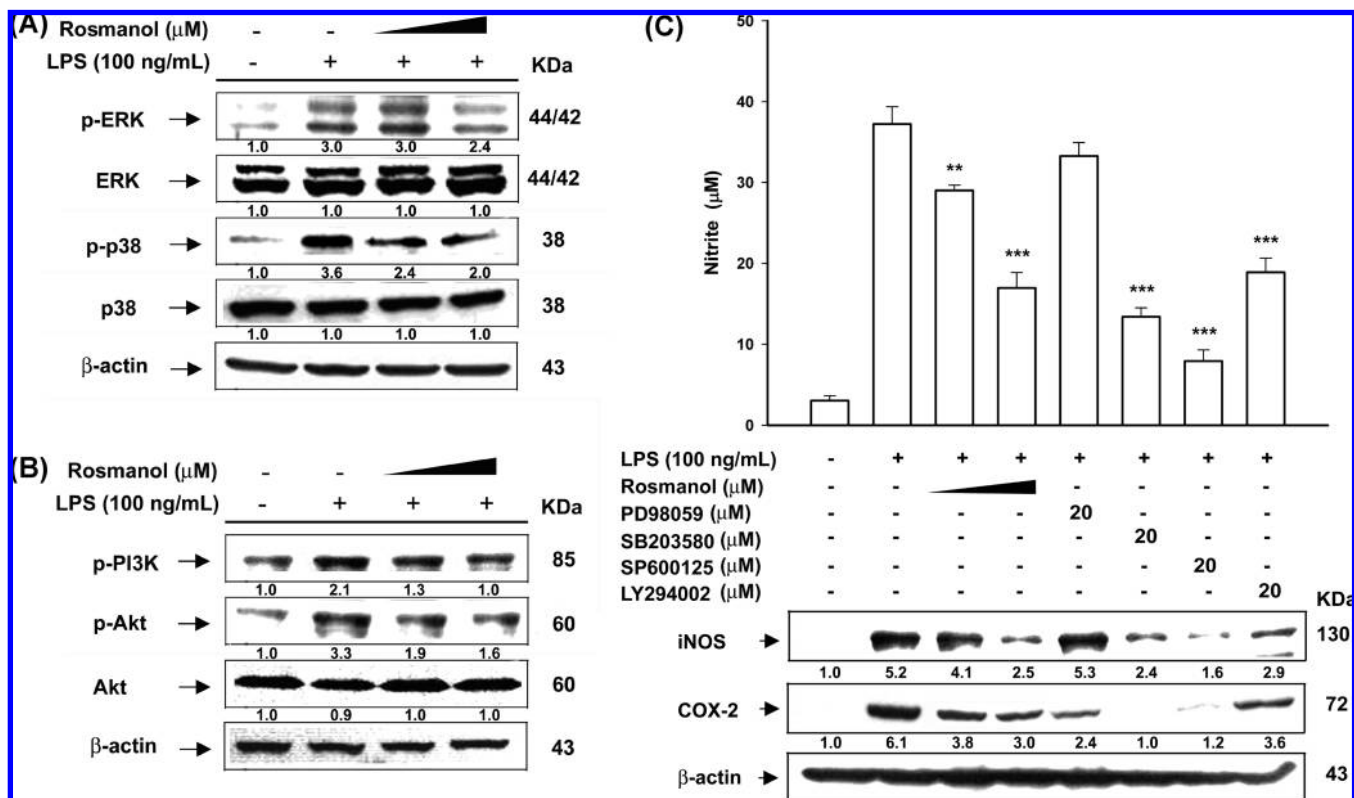 (A)
Rosmanol (μM) - -
LPS (100 ng/mL) - + + + KDa
p-ERK 44/42
1.0 3.0 3.0 2.4
ERK 44/42
1.0 1.0 1.0 1.0
p-p38 38
1.0 3.6 2.4 2.0
p38 38
1.0 1.0 1.0 1.0
β-actin 43
(B)
Rosmanol (μM) - -
LPS (100 ng/mL) - + + + KDa
p-PI3K 85
1.0 2.1 1.3 1.0
p-Akt 60
1.0 3.3 1.9 1.6
Akt 60
1.0 0.9 1.0 1.0
β-actin 43
(C)
Nitrite (μM)
50
40
30
20
10
0
** *** *** *** ***
LPS (100 ng/mL) - + + + + + + +
Rosmanol (μM) - - - - - -
PD98059 (μM) - - - - 20 - - -
SB203580 (μM) - - - - - 20 - -
SP600125 (μM) - - - - - - 20 -
LY294002 (μM) - - - - - - - 20
KDa
iNOS 130
1.0 5.2 4.1 2.5 5.3 2.4 1.6 2.9
COX-2 72
1.0 6.1 3.8 3.0 2.4 1.0 1.2 3.6
β-actin 43